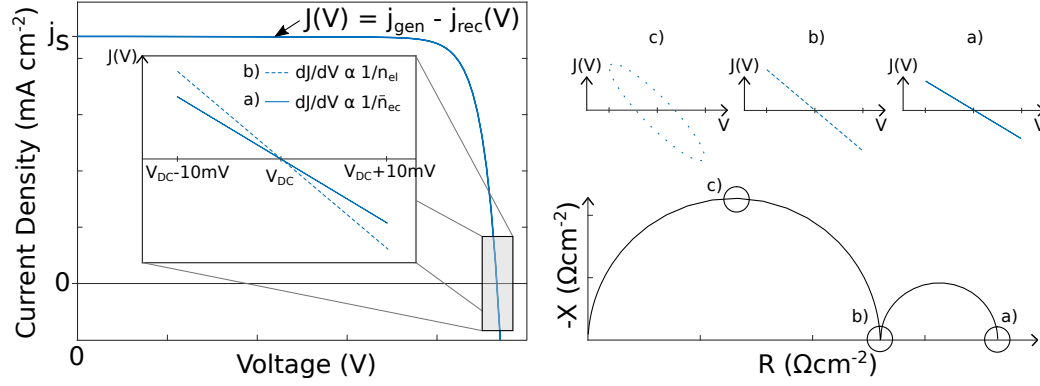 J(V) = j_gen - j_rec(V)
j_s
J(V)
b) dJ/dV α 1/n_el
a) dJ/dV α 1/n̄_ec
V_DC-10mV
V_DC
V_DC+10mV
0
0
Current Density (mA cm⁻²)
Voltage (V)
c)
b)
a)
J(V)
V
J(V)
V
J(V)
V
c)
b)
a)
-X (Ωcm⁻²)
R (Ωcm⁻²)